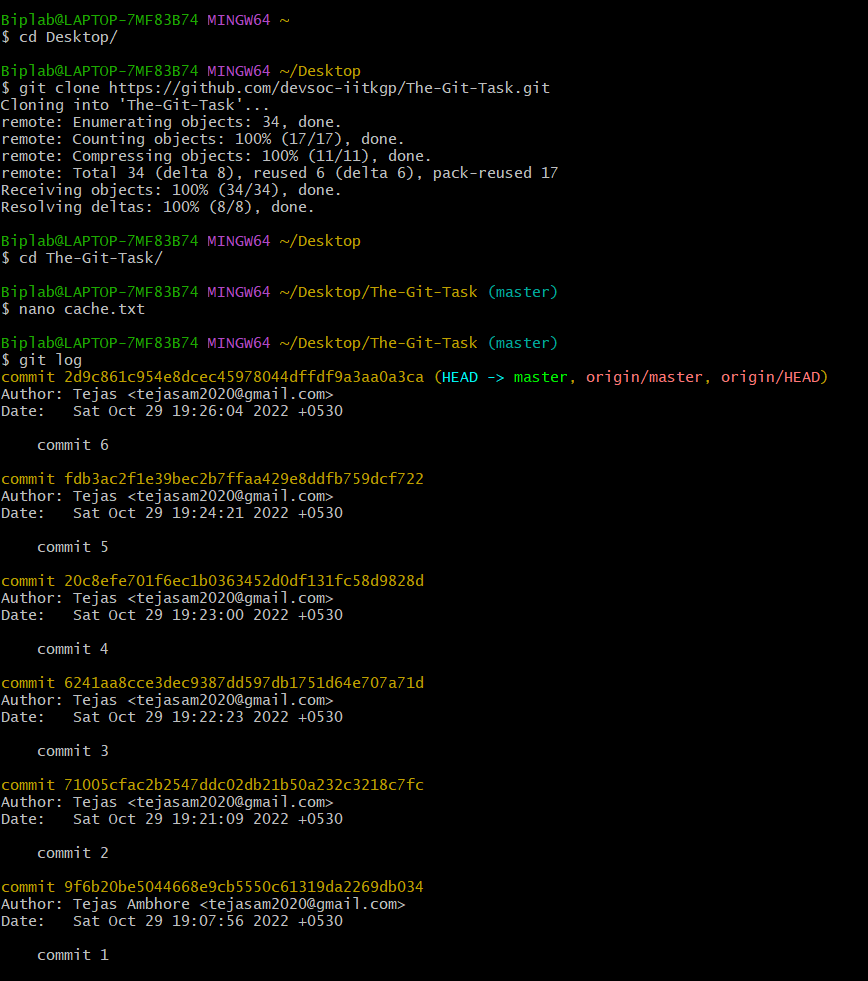 Biplab@LAPTOP-7MF83B74 MINGW64 ~
$ cd Desktop/
Biplab@LAPTOP-7MF83B74 MINGW64 ~/Desktop
$ git clone https://github.com/devsoc-iitkgp/The-Git-Task.git
Cloning into 'The-Git-Task'...
remote: Enumerating objects: 34, done.
remote: Counting objects: 100% (17/17), done.
remote: Compressing objects: 100% (11/11), done.
remote: Total 34 (delta 8), reused 6 (delta 6), pack-reused 17
Receiving objects: 100% (34/34), done.
Resolving deltas: 100% (8/8), done.
Biplab@LAPTOP-7MF83B74 MINGW64 ~/Desktop
$ cd The-Git-Task/
Biplab@LAPTOP-7MF83B74 MINGW64 ~/Desktop/The-Git-Task (master)
$ nano cache.txt
Biplab@LAPTOP-7MF83B74 MINGW64 ~/Desktop/The-Git-Task (master)
$ git log
commit 2d9c861c954e8dcec45978044dffdf9a3aa0a3ca (HEAD -> master, origin/master, origin/HEAD)
Author: Tejas <tejasam2020@gmail.com>
Date:   Sat Oct 29 19:26:04 2022 +0530
    commit 6
commit fdb3ac2f1e39bec2b7ffaa429e8ddfb759dcf722
Author: Tejas <tejasam2020@gmail.com>
Date:   Sat Oct 29 19:24:21 2022 +0530
    commit 5
commit 20c8efe701f6ec1b0363452d0df131fc58d9828d
Author: Tejas <tejasam2020@gmail.com>
Date:   Sat Oct 29 19:23:00 2022 +0530
    commit 4
commit 6241aa8cce3dec9387dd597db1751d64e707a71d
Author: Tejas <tejasam2020@gmail.com>
Date:   Sat Oct 29 19:22:23 2022 +0530
    commit 3
commit 71005cfac2b2547ddc02db21b50a232c3218c7fc
Author: Tejas <tejasam2020@gmail.com>
Date:   Sat Oct 29 19:21:09 2022 +0530
    commit 2
commit 9f6b20be5044668e9cb5550c61319da2269db034
Author: Tejas Ambhore <tejasam2020@gmail.com>
Date:   Sat Oct 29 19:07:56 2022 +0530
    commit 1